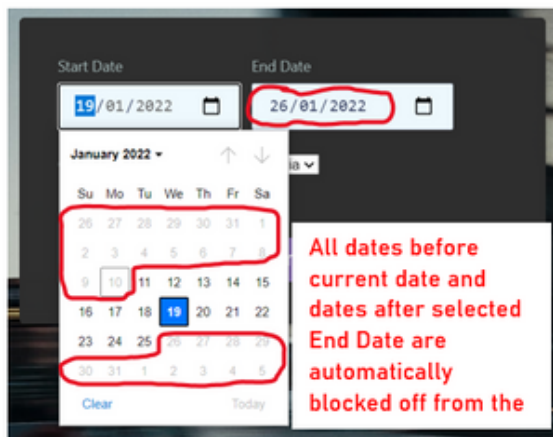 Start Date End Date
19/01/2022 26/01/2022
January 2022
ia
Su Mo Tu We Th Fr Sa
26 27 28 29 30 31 1
2 3 4 5 6 7 8
9 10 11 12 13 14 15
16 17 18 19 20 21 22
23 24 25 26 27 28 29
30 31 1 2 3 4 5
Clear Today
All dates before
current date and
dates after selected
End Date are
automatically
blocked off from the